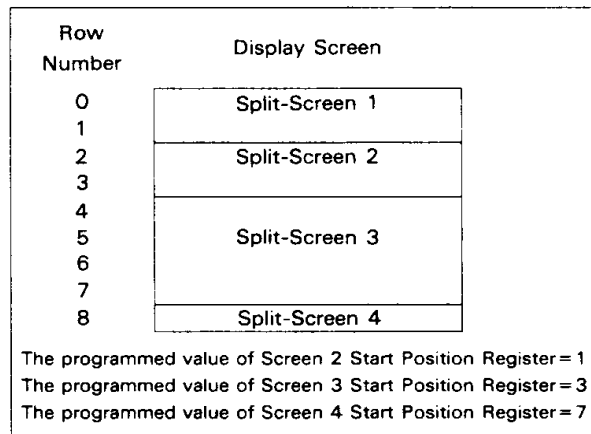 Row
Number
Display Screen
0 Split-Screen 1
1
2 Split-Screen 2
3
4
5 Split-Screen 3
6
7
8 Split-Screen 4
The programmed value of Screen 2 Start Position Register=1
The programmed value of Screen 3 Start Position Register=3
The programmed value of Screen 4 Start Position Register=7